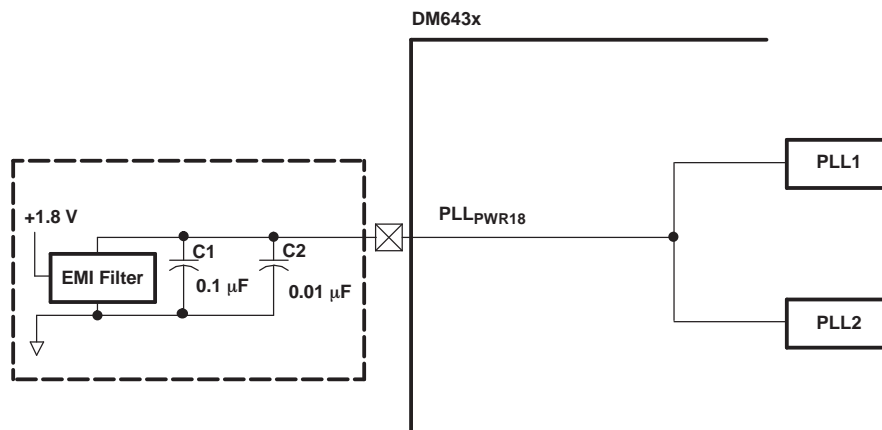 DM643x
PLL1
+1.8 V
PLLPWR18
C1
C2
EMI Filter
0.1 μF
0.01 μF
PLL2